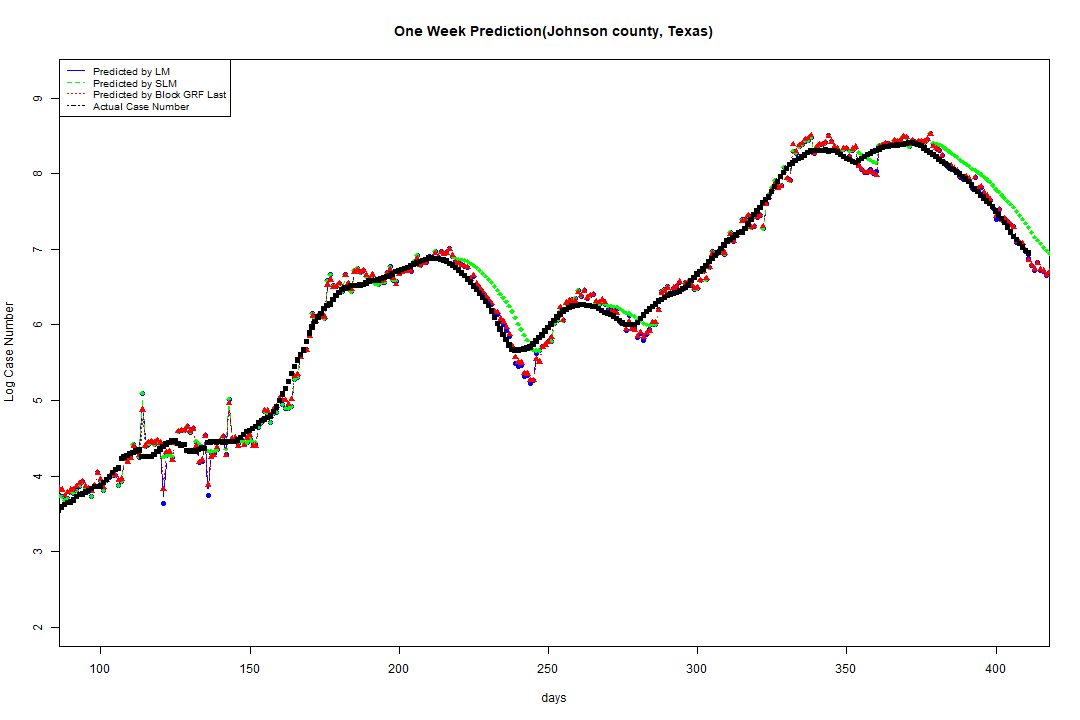 One Week Prediction(Johnson county, Texas)
Predicted by LM
Predicted by SLM
Predicted by Block GRF Last
Actual Case Number
9
8
7
6
5
4
3
2
Log Case Number
100 150 200 250 300 350 400
days